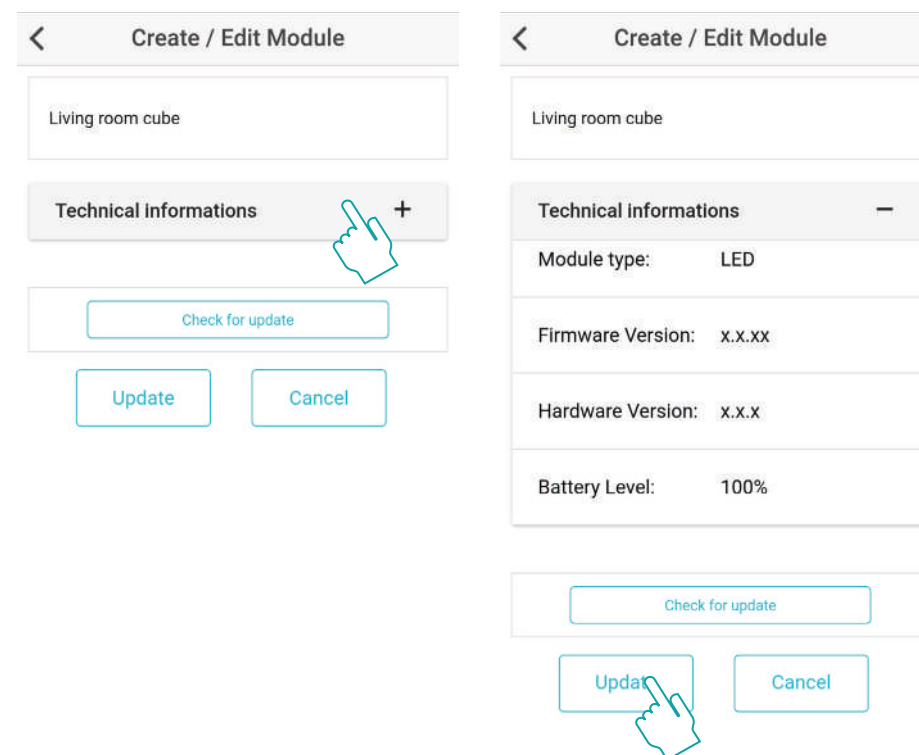 Create / Edit Module
Living room cube
Technical informations +
Check for update
Update Cancel
Create / Edit Module
Living room cube
Technical informations −
Module type: LED
Firmware Version: x.x.xx
Hardware Version: x.x.x
Battery Level: 100%
Check for update
Updat Cancel